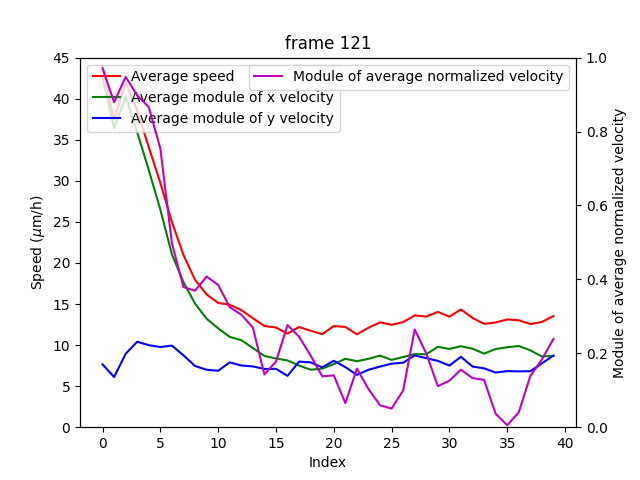 frame 121
Average speed
Average module of x velocity
Average module of y velocity
Module of average normalized velocity
45
40
35
30
25
20
15
10
5
0
Speed (μm/h)
1.0
0.8
0.6
0.4
0.2
0.0
Module of average normalized velocity
0 5 10 15 20 25 30 35 40
Index